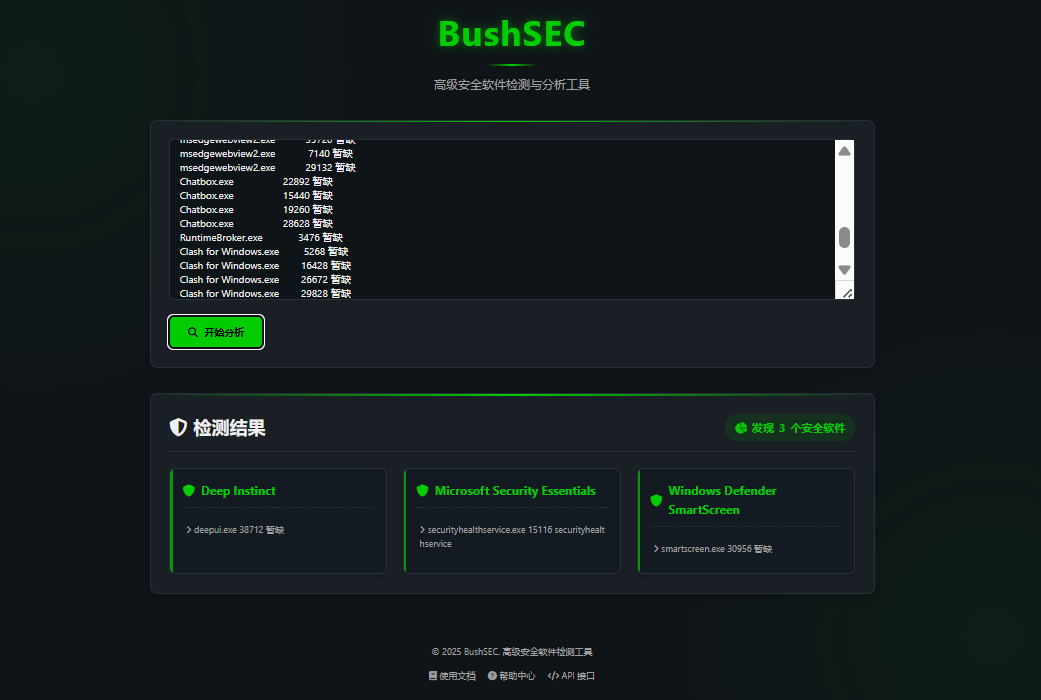 BushSEC
高级安全软件检测与分析工具
msedgewebview2.exe 暂缺
msedgewebview2.exe 7140 暂缺
msedgewebview2.exe 29132 暂缺
Chatbox.exe 22892 暂缺
Chatbox.exe 15440 暂缺
Chatbox.exe 19260 暂缺
Chatbox.exe 28628 暂缺
RuntimeBroker.exe 3476 暂缺
Clash for Windows.exe 5268 暂缺
Clash for Windows.exe 16428 暂缺
Clash for Windows.exe 26672 暂缺
Clash for Windows.exe 29828 暂缺
开始分析
检测结果
发现 3 个安全软件
Deep Instinct
deepui.exe 38712 暂缺
Microsoft Security Essentials
securityhealthservice.exe 15116 securityhealt
hservice
Windows Defender
SmartScreen
smartscreen.exe 30956 暂缺
© 2025 BushSEC. 高级安全软件检测工具
使用文档 帮助中心 API 接口